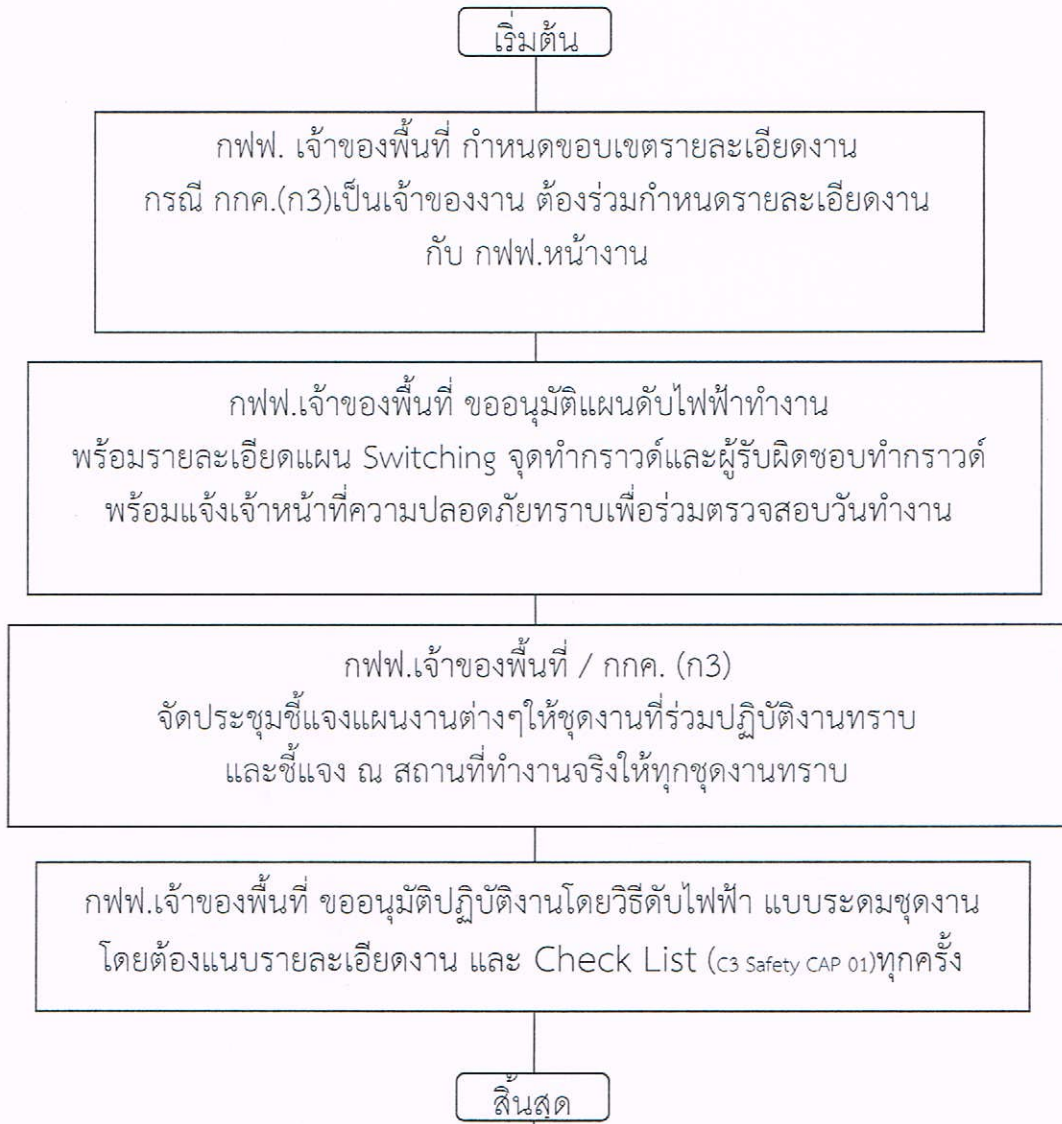 เริ่มต้น
กฟฟ. เจ้าของพื้นที่ กำหนดขอบเขตรายละเอียดงาน
กรณี กกค.(ก3)เป็นเจ้าของงาน ต้องร่วมกำหนดรายละเอียดงาน
กับ กฟฟ.หน้างาน
กฟฟ.เจ้าของพื้นที่ ขออนุมัติแผนดับไฟฟ้าทำงาน
พร้อมรายละเอียดแผน Switching จุดทำกราวด์และผู้รับผิดชอบทำกราวด์
พร้อมแจ้งเจ้าหน้าที่ความปลอดภัยทราบเพื่อร่วมตรวจสอบวันทำงาน
กฟฟ.เจ้าของพื้นที่ / กกค. (ก3)
จัดประชุมชี้แจงแผนงานต่างๆให้ชุดงานที่ร่วมปฏิบัติงานทราบ
และชี้แจง ณ สถานที่ทำงานจริงให้ทุกชุดงานทราบ
กฟฟ.เจ้าของพื้นที่ ขออนุมัติปฏิบัติงานโดยวิธีดับไฟฟ้า แบบระดมชุดงาน
โดยต้องแนบรายละเอียดงาน และ Check List (C3 Safety CAP 01)ทุกครั้ง
สิ้นสุด